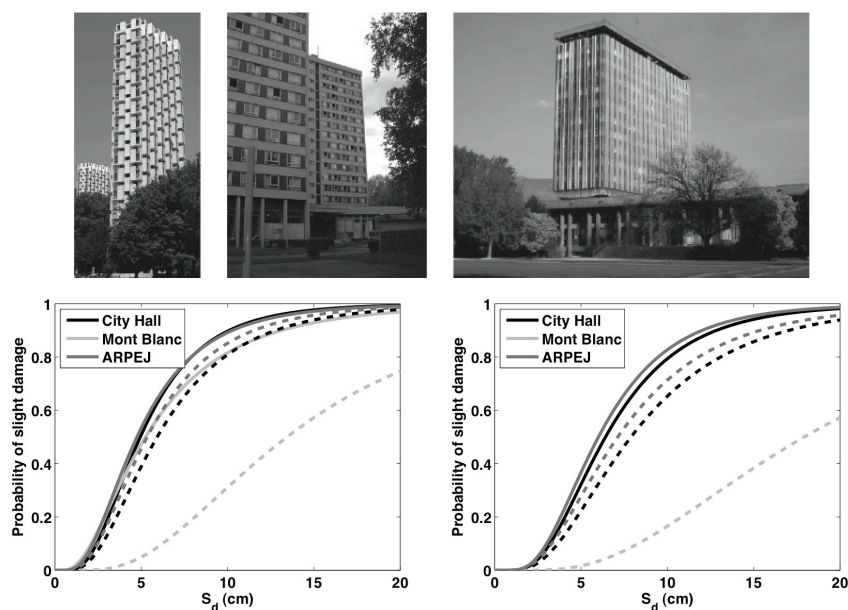 1
0.8
0.6
0.4
0.2
0
Probability of slight damage
City Hall
Mont Blanc
ARPEJ
0 5 10 15 20
S_d (cm)
1
0.8
0.6
0.4
0.2
0
Probability of slight damage
City Hall
Mont Blanc
ARPEJ
0 5 10 15 20
S_d (cm)